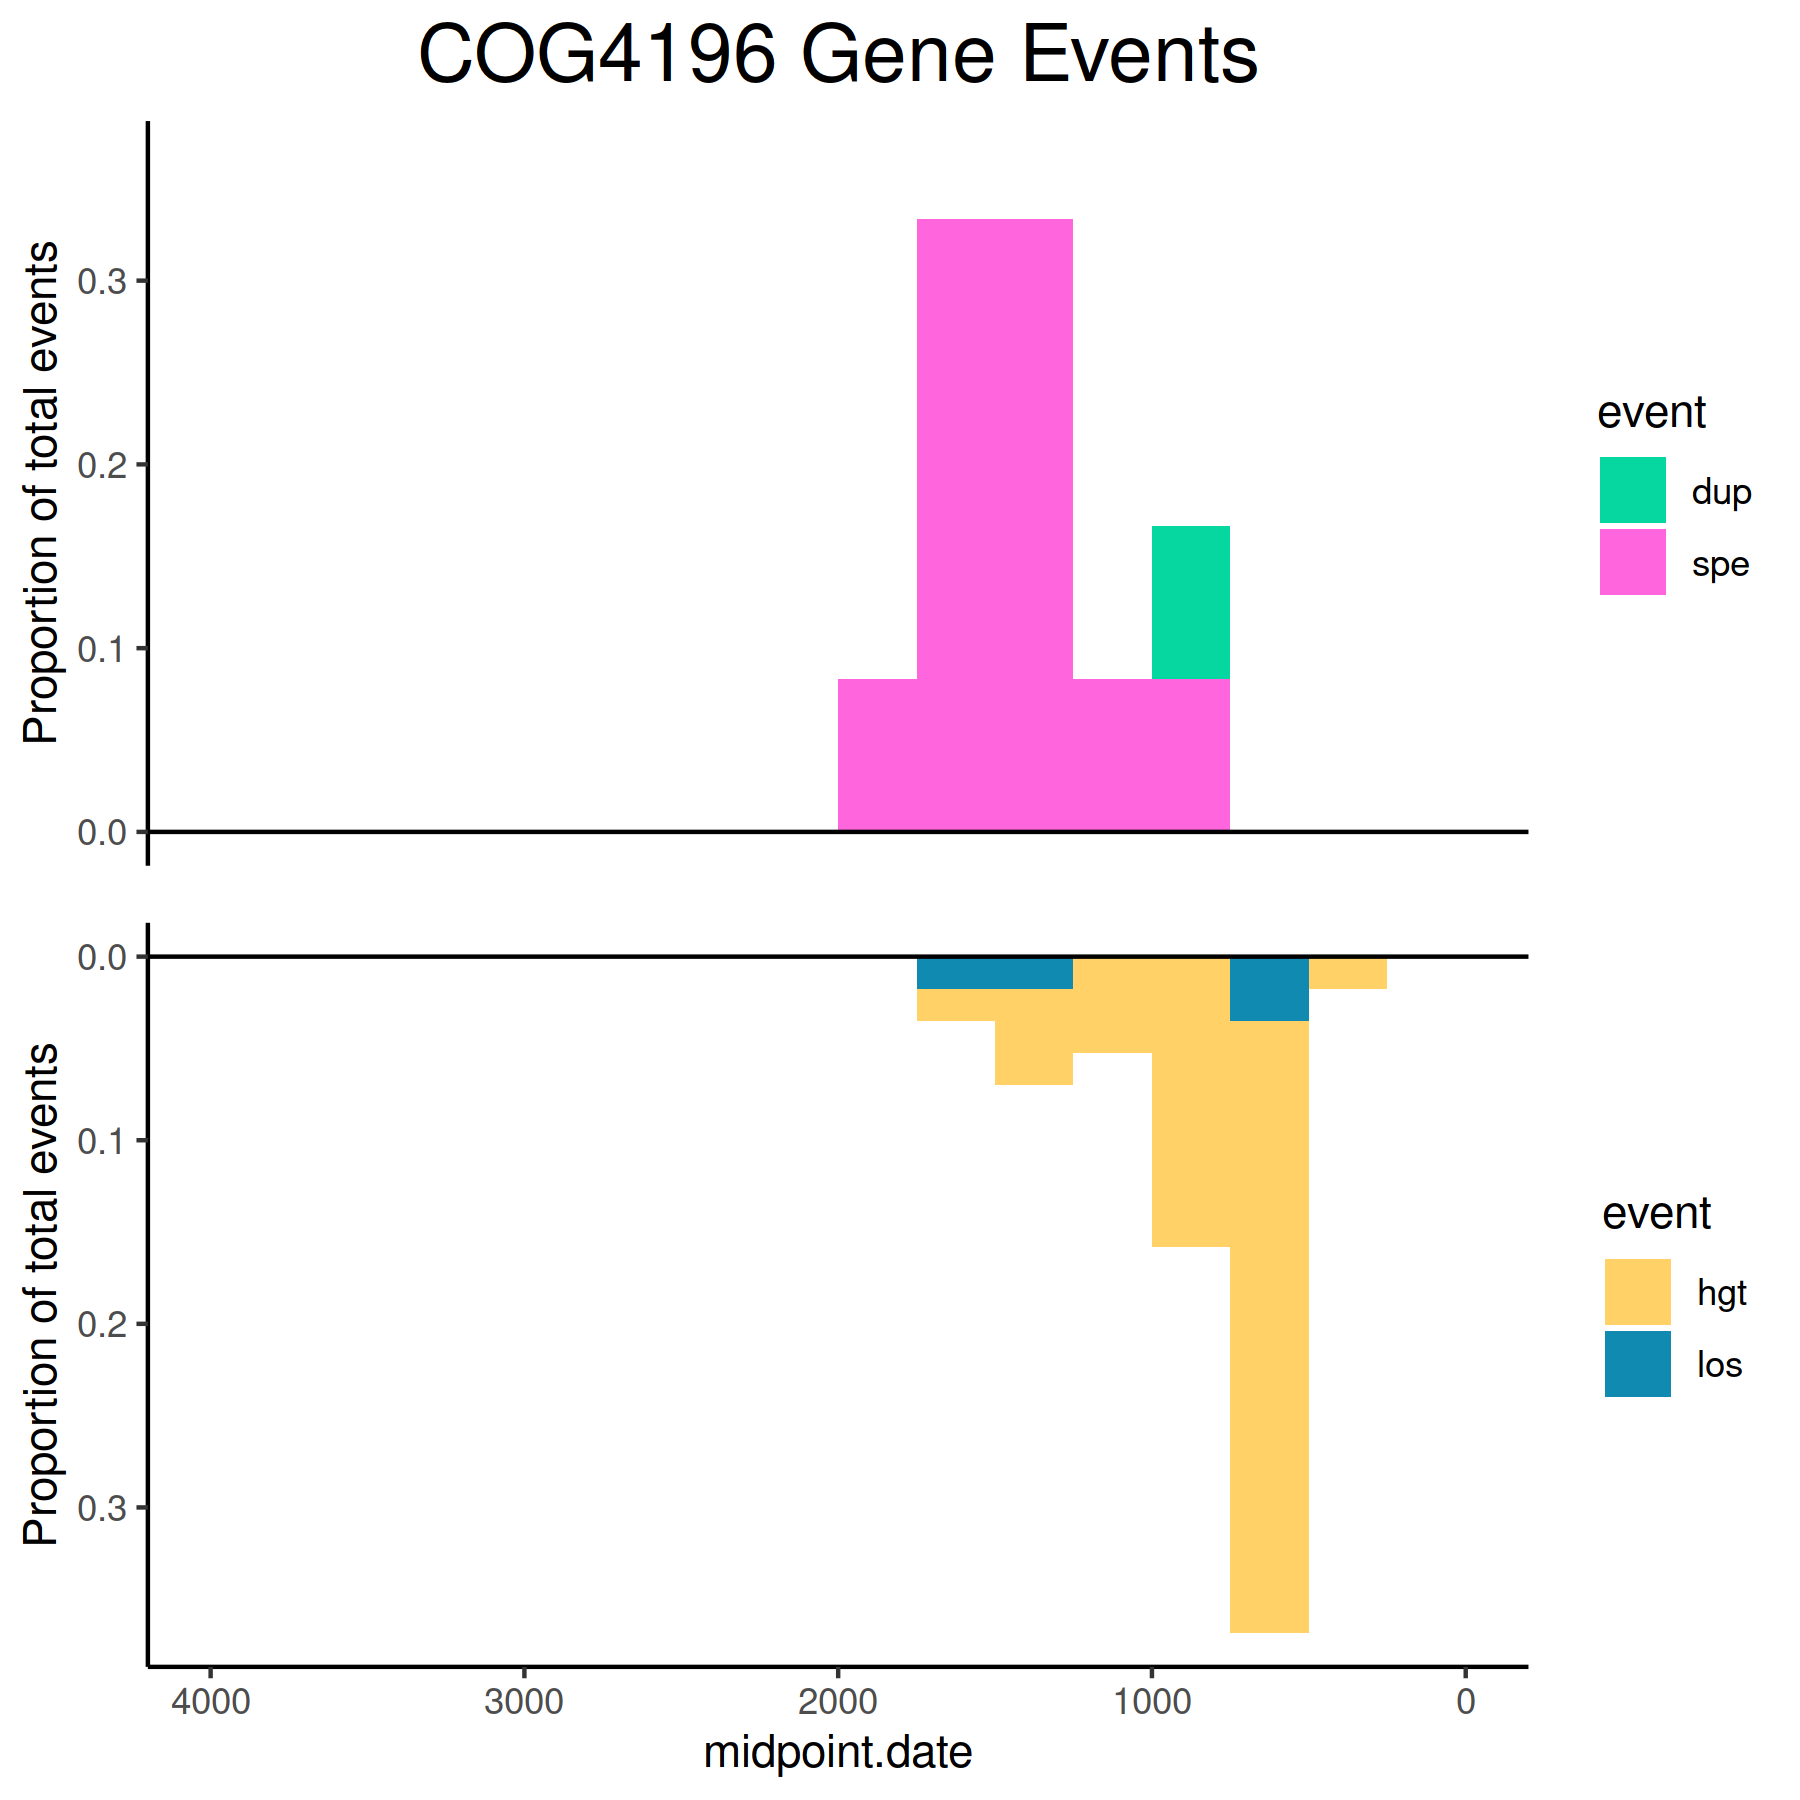 COG4196 Gene Events
Proportion of total events
0.3
0.2
0.1
0.0
event
dup
spe
Proportion of total events
0.0
0.1
0.2
0.3
event
hgt
los
4000 3000 2000 1000 0
midpoint.date